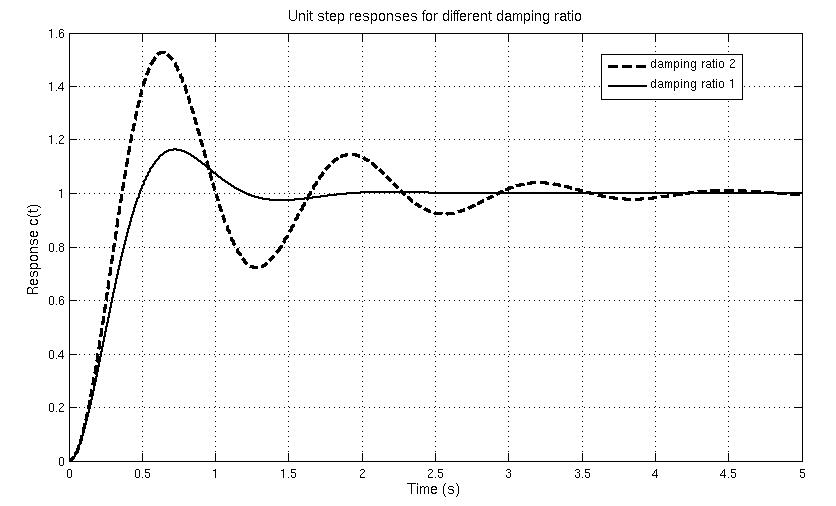 Unit step responses for different damping ratio
1.6
1.4
1.2
1
0.8
0.6
0.4
0.2
0
Response c(t)
damping ratio 2
damping ratio 1
0 0.5 1 1.5 2 2.5 3 3.5 4 4.5 5
Time (s)